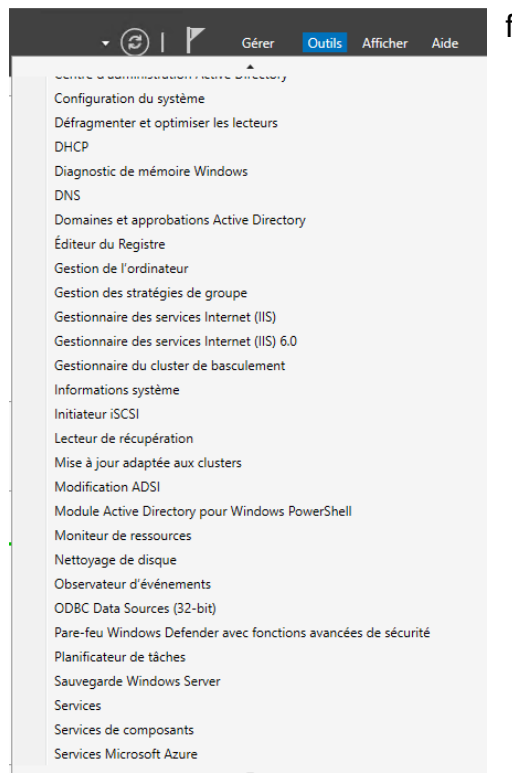 Gérer Outils Afficher Aide
f
Centre d'administration Active Directory
Configuration du système
Défragmenter et optimiser les lecteurs
DHCP
Diagnostic de mémoire Windows
DNS
Domaines et approbations Active Directory
Éditeur du Registre
Gestion de l'ordinateur
Gestion des stratégies de groupe
Gestionnaire des services Internet (IIS)
Gestionnaire des services Internet (IIS) 6.0
Gestionnaire du cluster de basculement
Informations système
Initiateur iSCSI
Lecteur de récupération
Mise à jour adaptée aux clusters
Modification ADSI
Module Active Directory pour Windows PowerShell
Moniteur de ressources
Nettoyage de disque
Observateur d'événements
ODBC Data Sources (32-bit)
Pare-feu Windows Defender avec fonctions avancées de sécurité
Planificateur de tâches
Sauvegarde Windows Server
Services
Services de composants
Services Microsoft Azure